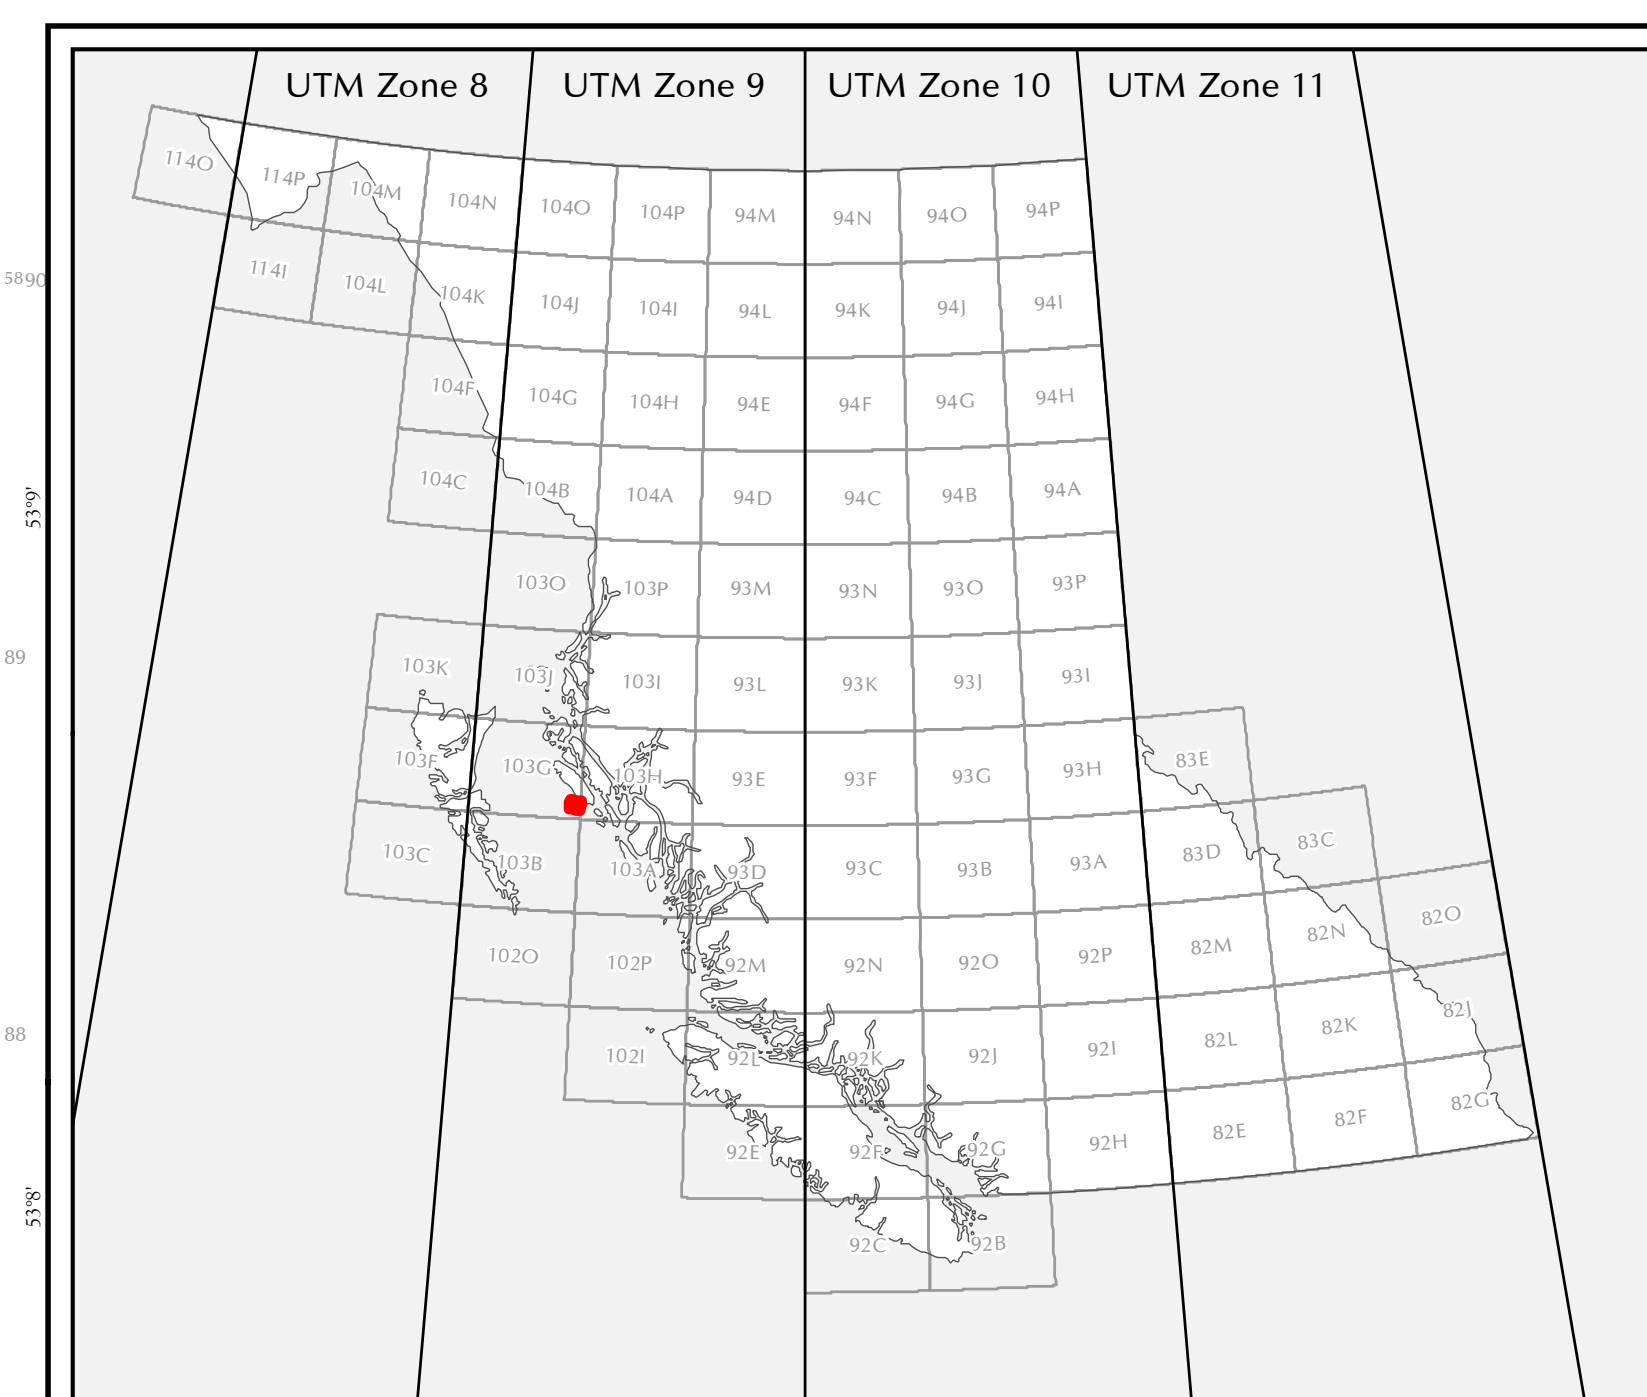 UTM Zone 8 UTM Zone 9 UTM Zone 10 UTM Zone 11
114O 114P 104M 104N 104O 104P 94M 94N 94O 94P
5890
114I 104L 104K 104J 104I 94L 94K 94J 94I
104F 104G 104H 94E 94F 94G 94H
53°9'
104C 104B 104A 94D 94C 94B 94A
103O 103P 93M 93N 93O 93P
89
103K 103J 103I 93L 93K 93J 93I
103F 103G 103H 93E 93F 93G 93H 83E
103C 103B 103A 93D 93C 93B 93A 83D 83C
102O 102P 92M 92N 92O 92P 82M 82N 82O
88
102I 92L 92K 92J 92I 82L 82K 82J
92E 92F 92G 92H 82E 82F 82G
53°8'
92C 92B